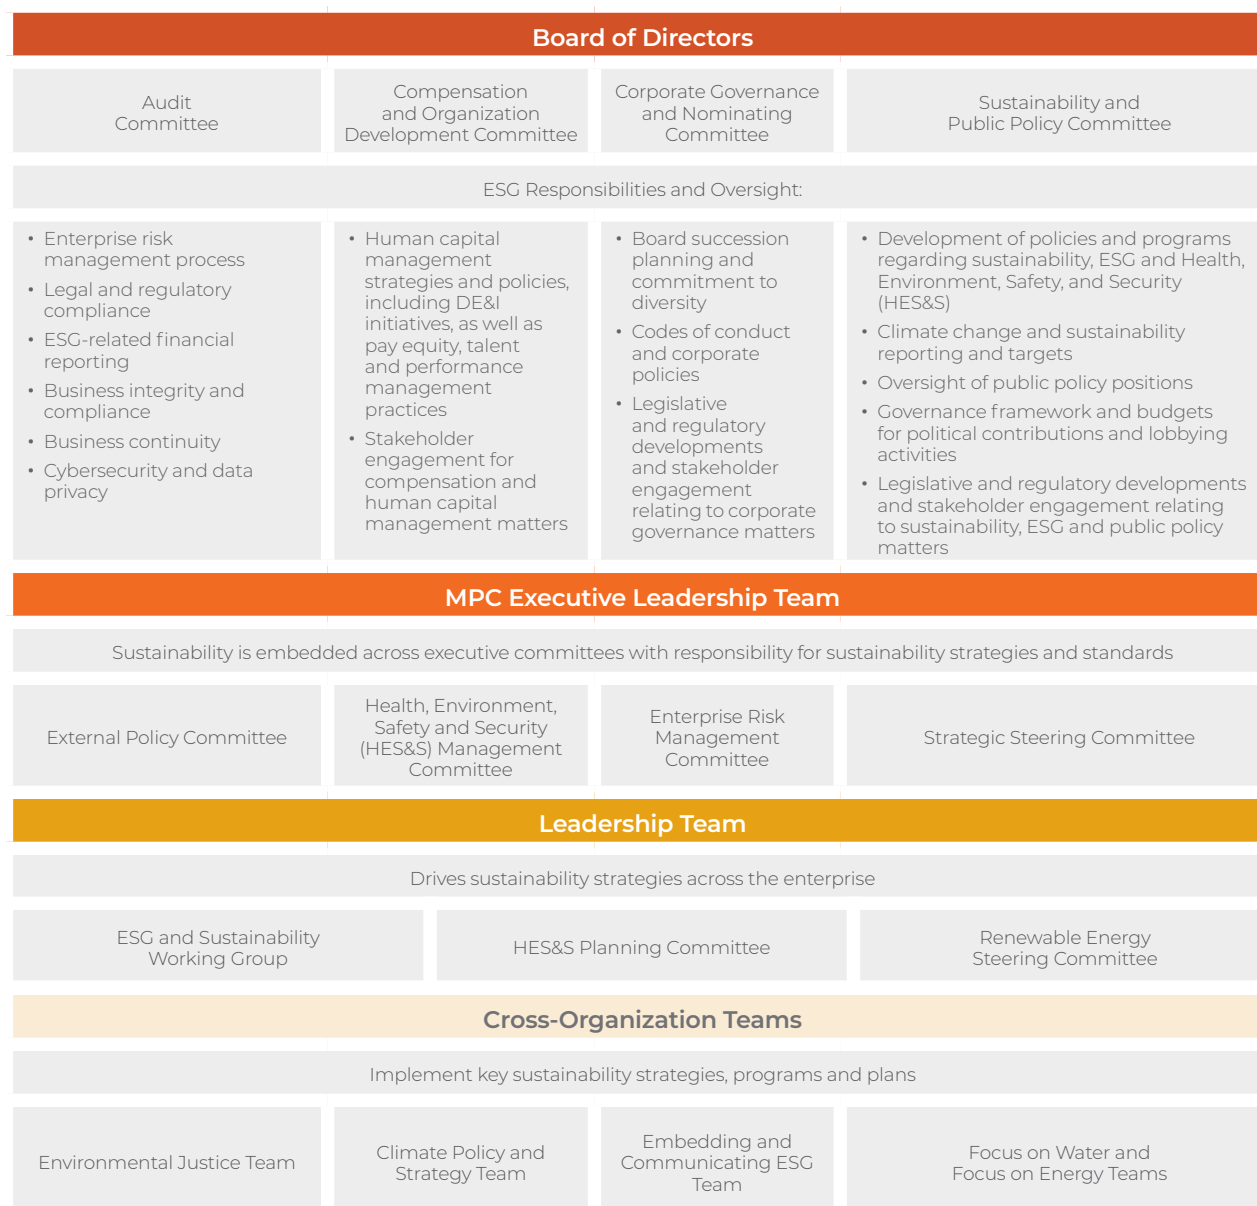 Board of Directors
Audit
Committee
Compensation
and Organization
Development Committee
Corporate Governance
and Nominating
Committee
Sustainability and
Public Policy Committee
ESG Responsibilities and Oversight:
• Enterprise risk
management process
• Legal and regulatory
compliance
• ESG-related financial
reporting
• Business integrity and
compliance
• Business continuity
• Cybersecurity and data
privacy
• Human capital
management
strategies and policies,
including DE&I
initiatives, as well as
pay equity, talent
and performance
management
practices
• Stakeholder
engagement for
compensation and
human capital
management matters
• Board succession
planning and
commitment to
diversity
• Codes of conduct
and corporate
policies
• Legislative
and regulatory
developments
and stakeholder
engagement
relating to corporate
governance matters
• Development of policies and programs
regarding sustainability, ESG and Health,
Environment, Safety, and Security
(HES&S)
• Climate change and sustainability
reporting and targets
• Oversight of public policy positions
• Governance framework and budgets
for political contributions and lobbying
activities
• Legislative and regulatory developments
and stakeholder engagement relating
to sustainability, ESG and public policy
matters
MPC Executive Leadership Team
Sustainability is embedded across executive committees with responsibility for sustainability strategies and standards
External Policy Committee
Health, Environment,
Safety and Security
(HES&S) Management
Committee
Enterprise Risk
Management
Committee
Strategic Steering Committee
Leadership Team
Drives sustainability strategies across the enterprise
ESG and Sustainability
Working Group
HES&S Planning Committee
Renewable Energy
Steering Committee
Cross-Organization Teams
Implement key sustainability strategies, programs and plans
Environmental Justice Team
Climate Policy and
Strategy Team
Embedding and
Communicating ESG
Team
Focus on Water and
Focus on Energy Teams